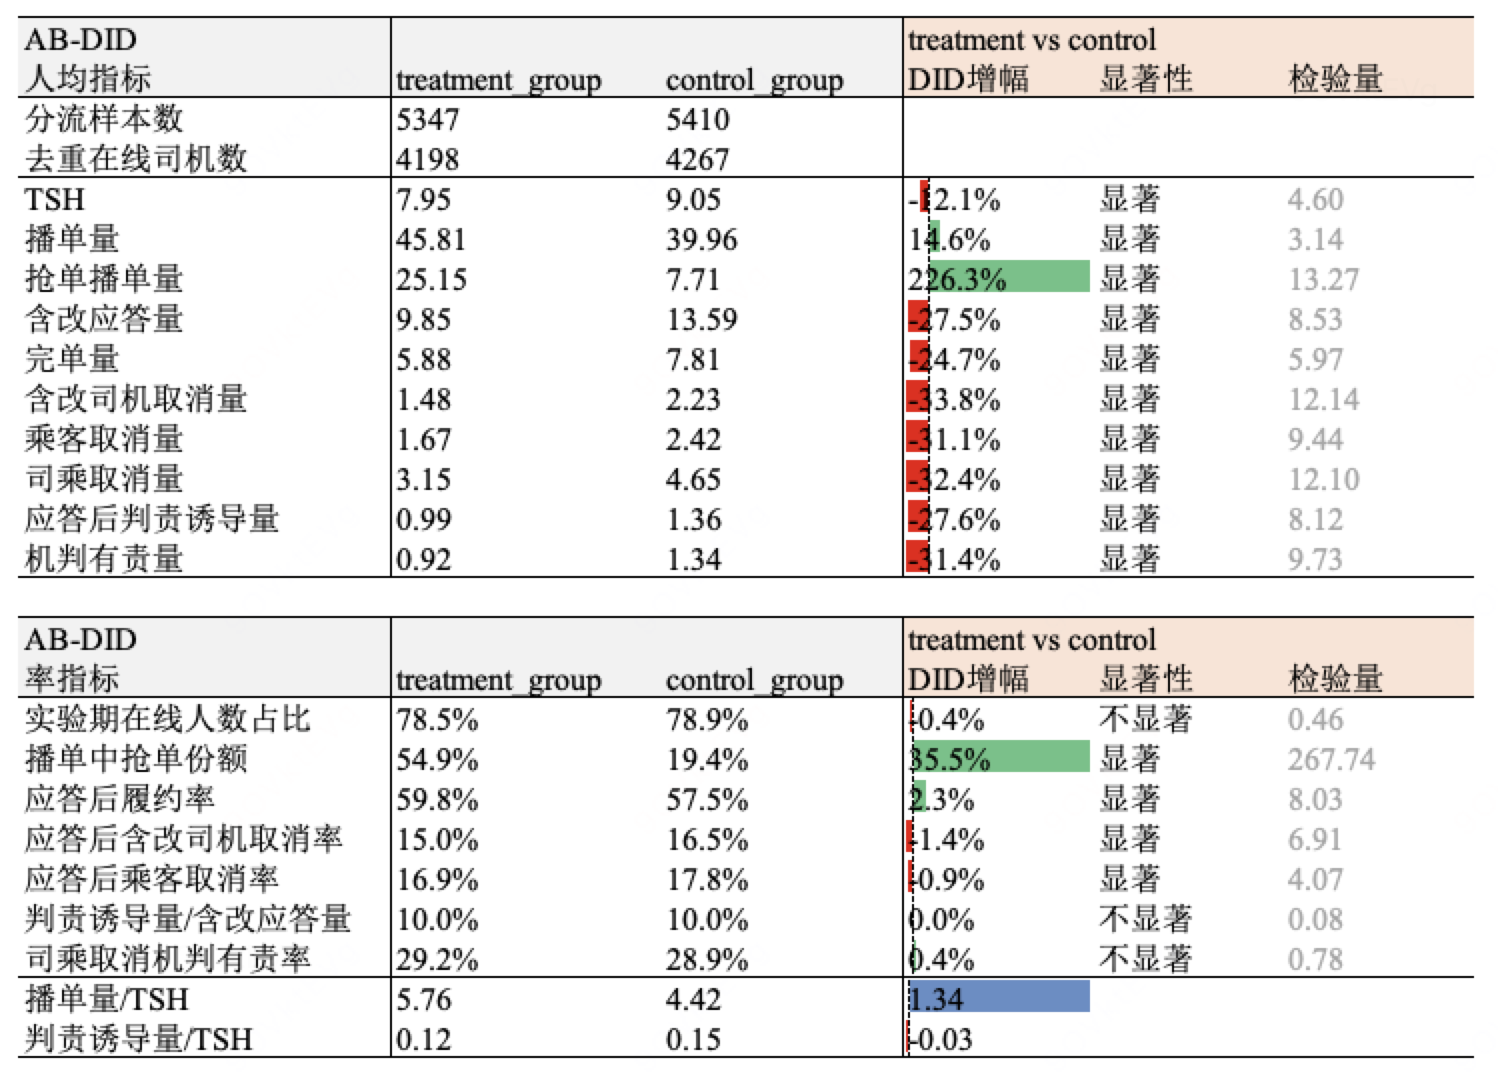 AB-DID treatment vs control
人均指标 treatment_group control_group DID增幅 显著性 检验量
分流样本数 5347 5410
去重在线司机数 4198 4267
TSH 7.95 9.05 -12.1% 显著 4.60
播单量 45.81 39.96 14.6% 显著 3.14
抢单播单量 25.15 7.71 226.3% 显著 13.27
含改应答量 9.85 13.59 -27.5% 显著 8.53
完单量 5.88 7.81 -24.7% 显著 5.97
含改司机取消量 1.48 2.23 -33.8% 显著 12.14
乘客取消量 1.67 2.42 -31.1% 显著 9.44
司乘取消量 3.15 4.65 -32.4% 显著 12.10
应答后判责诱导量 0.99 1.36 -27.6% 显著 8.12
机判有责量 0.92 1.34 -31.4% 显著 9.73
AB-DID treatment vs control
率指标 treatment_group control_group DID增幅 显著性 检验量
实验期在线人数占比 78.5% 78.9% -0.4% 不显著 0.46
播单中抢单份额 54.9% 19.4% 35.5% 显著 267.74
应答后履约率 59.8% 57.5% 2.3% 显著 8.03
应答后含改司机取消率 15.0% 16.5% -1.4% 显著 6.91
应答后乘客取消率 16.9% 17.8% -0.9% 显著 4.07
判责诱导量/含改应答量 10.0% 10.0% 0.0% 不显著 0.08
司乘取消机判有责率 29.2% 28.9% 0.4% 不显著 0.78
播单量/TSH 5.76 4.42 1.34
判责诱导量/TSH 0.12 0.15 -0.03